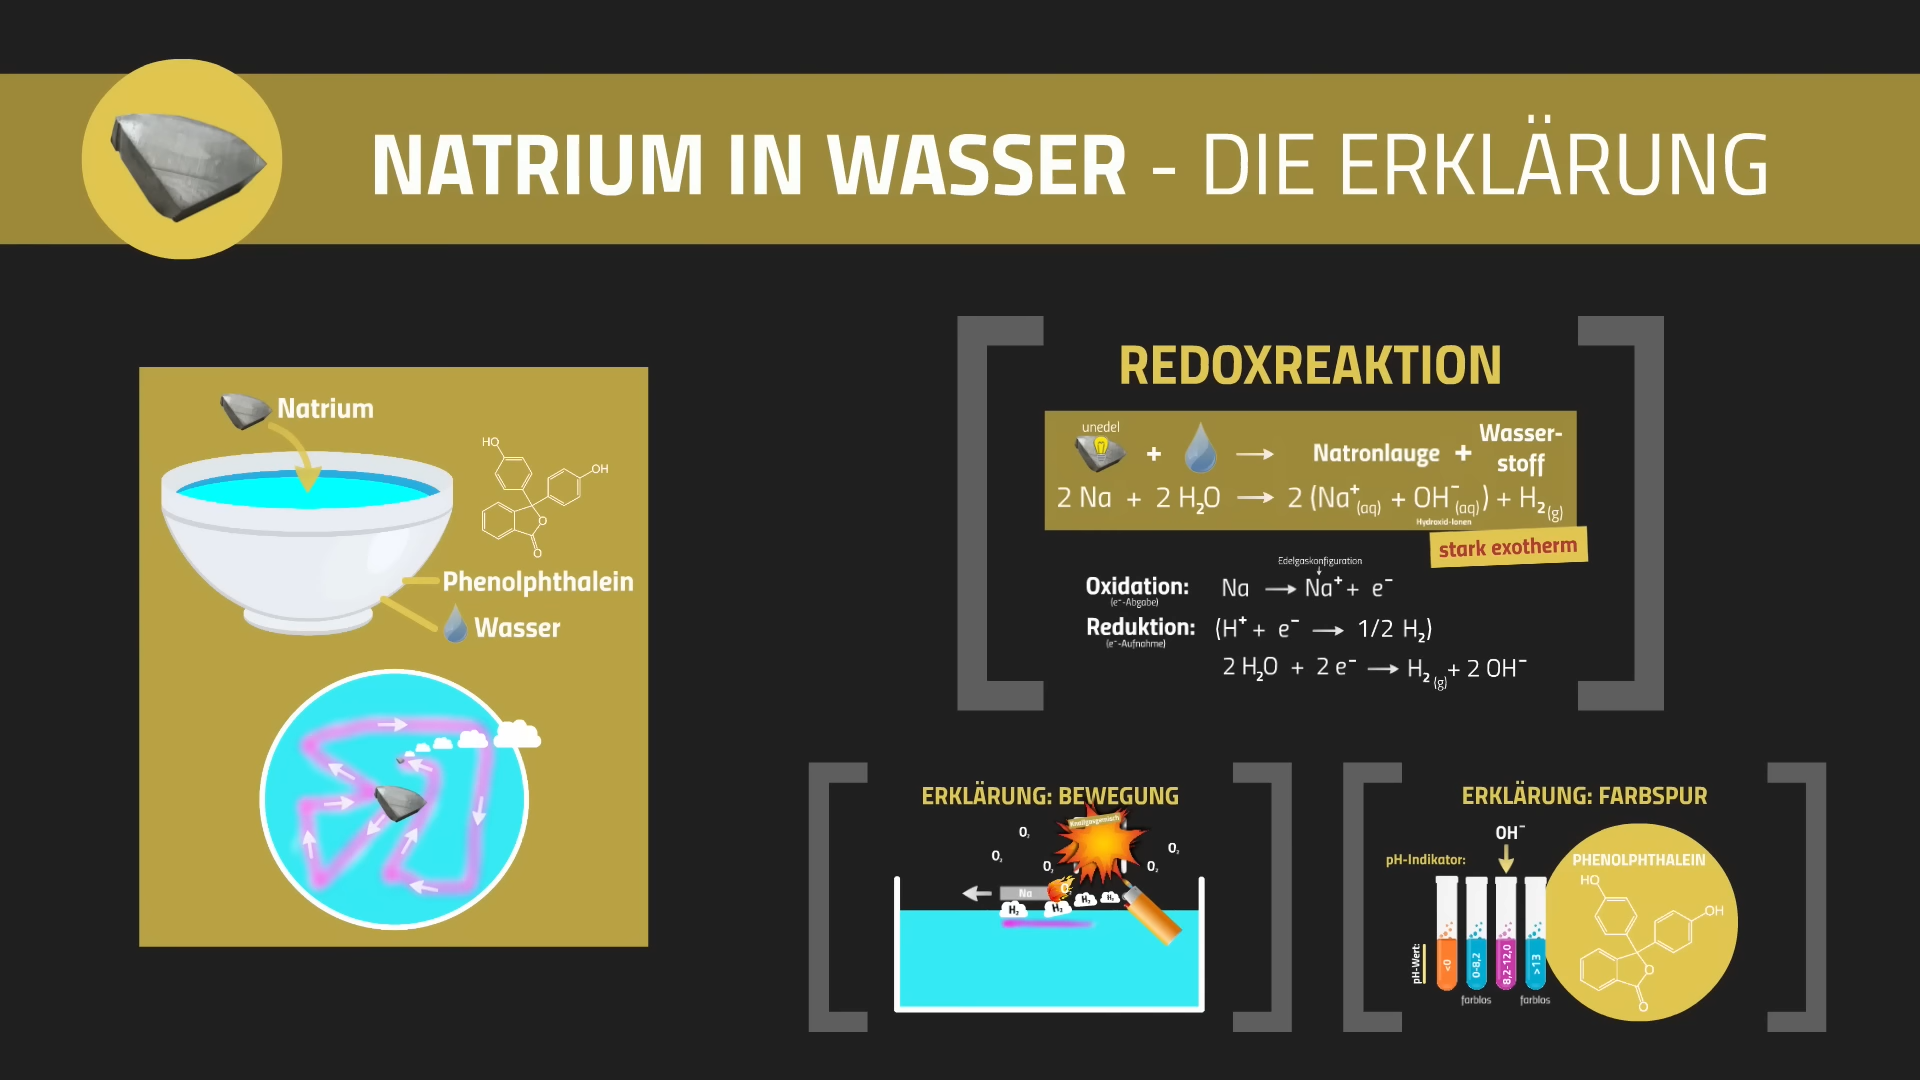 NATRIUM IN WASSER - DIE ERKLÄRUNG
Natrium
HO
OH
O
O
Phenolphthalein
Wasser
REDOXREAKTION
unedel
+ → Natronlauge + Wasser-
stoff
2 Na + 2 H₂O → 2 (Na⁺(aq) + OH⁻(aq)) + H₂(g)
Hydroxid-Ionen
stark exotherm
Edelgaskonfiguration
Oxidation: Na → Na⁺ + e⁻
(e⁻-Abgabe)
Reduktion: (H⁺ + e⁻ → 1/2 H₂)
(e⁻-Aufnahme)
2 H₂O + 2 e⁻ → H₂(g) + 2 OH⁻
ERKLÄRUNG: BEWEGUNG
Knallgasgemisch
O₂
O₂
O₂
O₂
O₂
O₂
Na
H₂
H₂
H₂
H₂
ERKLÄRUNG: FARBSPUR
OH⁻
pH-Indikator:
PHENOLPHTHALEIN
HO
OH
O
O
pH-Wert:
<0
0-8,2
8,2-12,0
>13
farblos
farblos